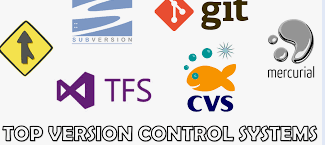 git
SUBVERSION
mercurial
TFS
CVS
TOP VERSION CONTROL SYSTEMS